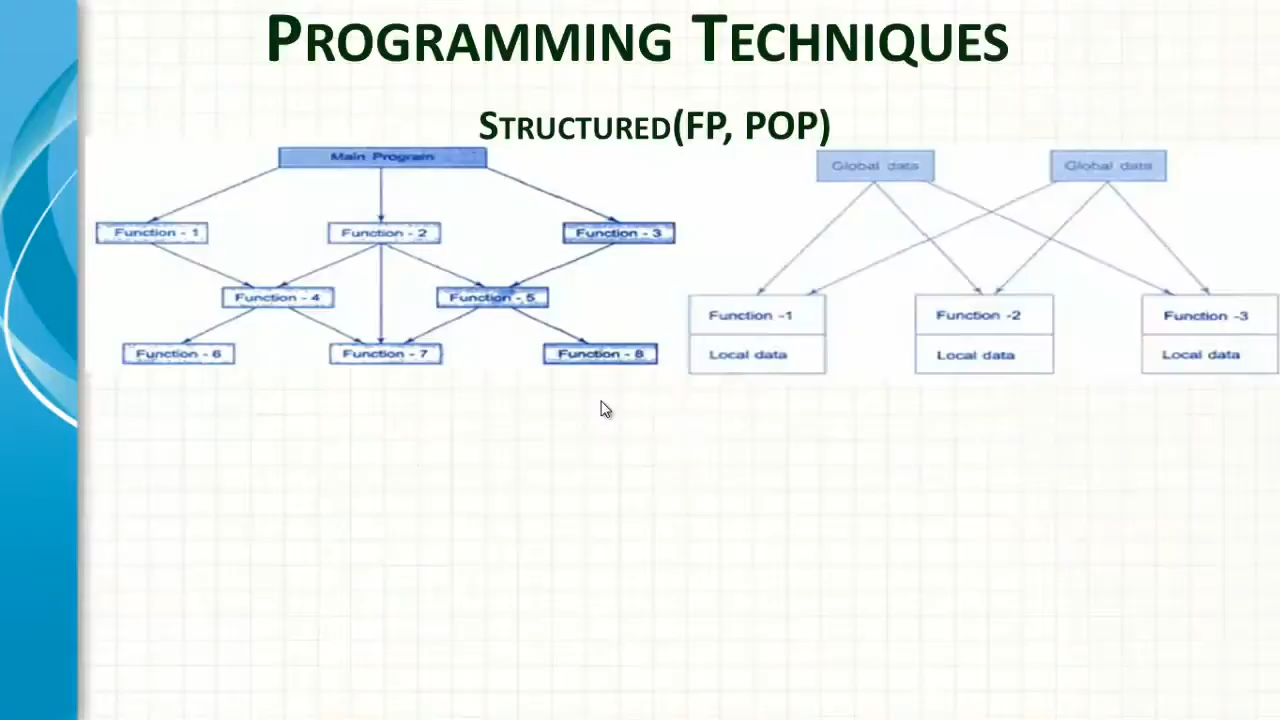 PROGRAMMING TECHNIQUES
STRUCTURED(FP, POP)
Main Program
Function - 1
Function - 2
Function - 3
Function - 4
Function - 5
Function - 6
Function - 7
Function - 8
Global data
Global data
Function -1
Function -2
Function -3
Local data
Local data
Local data